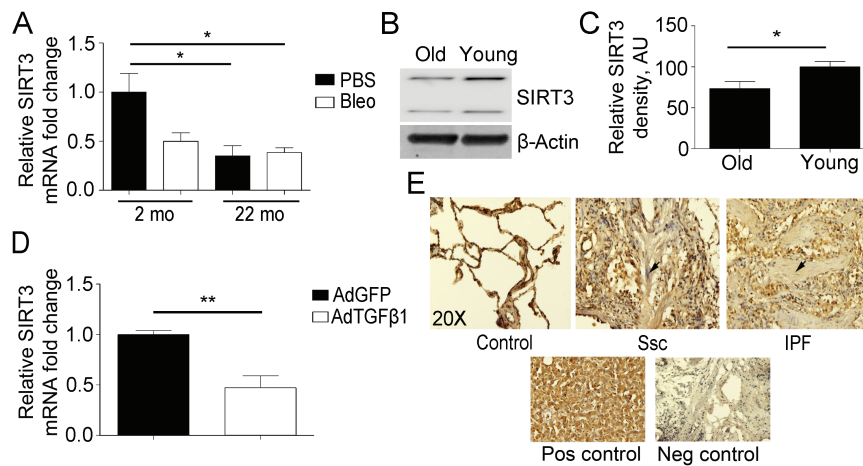 A
Relative SIRT3
mRNA fold change
1.5
1.0
0.5
0.0
*
*
PBS
Bleo
2 mo
22 mo
B
Old Young
SIRT3
β-Actin
C
Relative SIRT3
density, AU
150
100
50
0
*
Old
Young
D
Relative SIRT3
mRNA fold change
1.5
1.0
0.5
0.0
**
AdGFP
AdTGFβ1
E
20X
Control
Ssc
IPF
Pos control
Neg control